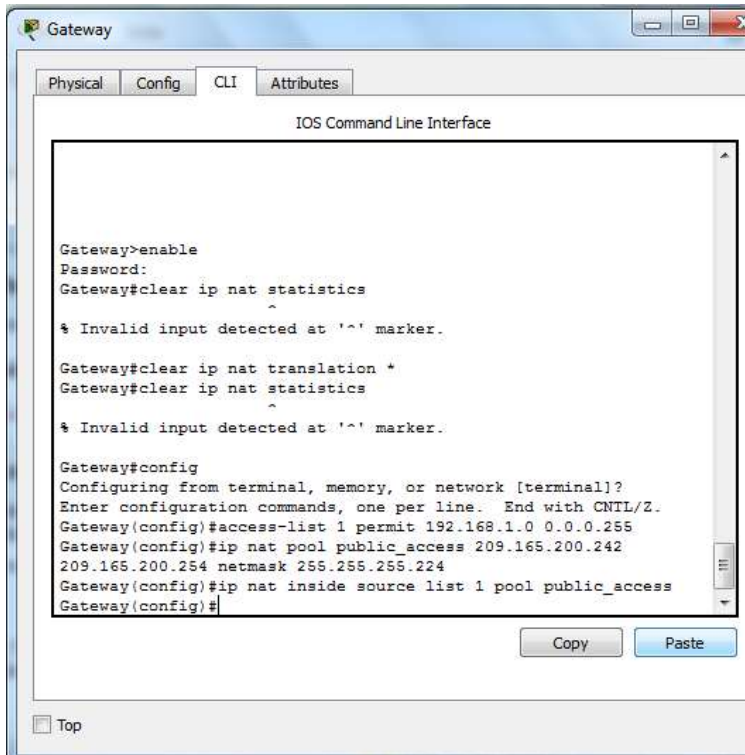 Gateway
Physical Config CLI Attributes
IOS Command Line Interface
Gateway>enable
Password:
Gateway#clear ip nat statistics
^
% Invalid input detected at '^' marker.
Gateway#clear ip nat translation *
Gateway#clear ip nat statistics
^
% Invalid input detected at '^' marker.
Gateway#config
Configuring from terminal, memory, or network [terminal]?
Enter configuration commands, one per line.  End with CNTL/Z.
Gateway(config)#access-list 1 permit 192.168.1.0 0.0.0.255
Gateway(config)#ip nat pool public_access 209.165.200.242
209.165.200.254 netmask 255.255.255.224
Gateway(config)#ip nat inside source list 1 pool public_access
Gateway(config)#
Copy Paste
Top